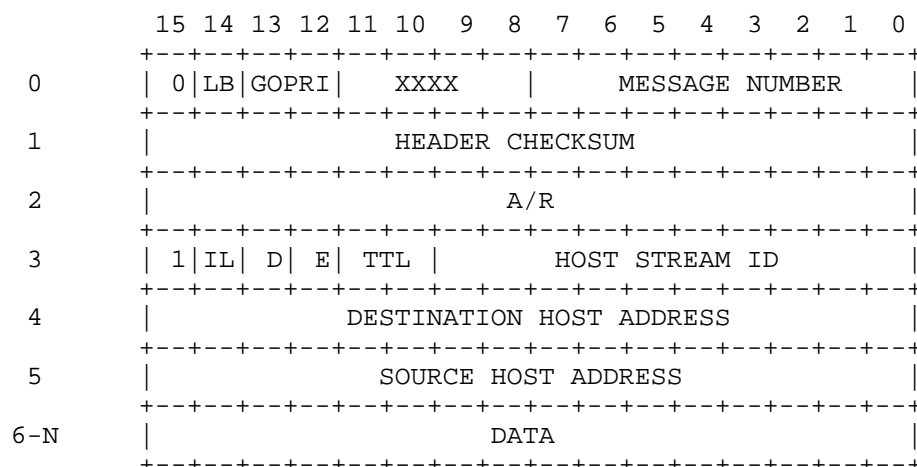 15 14 13 12 11 10  9  8  7  6  5  4  3  2  1  0
        +--+--+--+--+--+--+--+--+--+--+--+--+--+--+--+--+
 0      | 0|LB|GOPRI|   XXXX    |     MESSAGE NUMBER    |
        +--+--+--+--+--+--+--+--+--+--+--+--+--+--+--+--+
 1      |               HEADER CHECKSUM                 |
        +--+--+--+--+--+--+--+--+--+--+--+--+--+--+--+--+
 2      |                      A/R                      |
        +--+--+--+--+--+--+--+--+--+--+--+--+--+--+--+--+
 3      | 1|IL| D| E| TTL |       HOST STREAM ID        |
        +--+--+--+--+--+--+--+--+--+--+--+--+--+--+--+--+
 4      |            DESTINATION HOST ADDRESS           |
        +--+--+--+--+--+--+--+--+--+--+--+--+--+--+--+--+
 5      |              SOURCE HOST ADDRESS              |
        +--+--+--+--+--+--+--+--+--+--+--+--+--+--+--+--+
6-N     |                     DATA                      |
        +--+--+--+--+--+--+--+--+--+--+--+--+--+--+--+--+